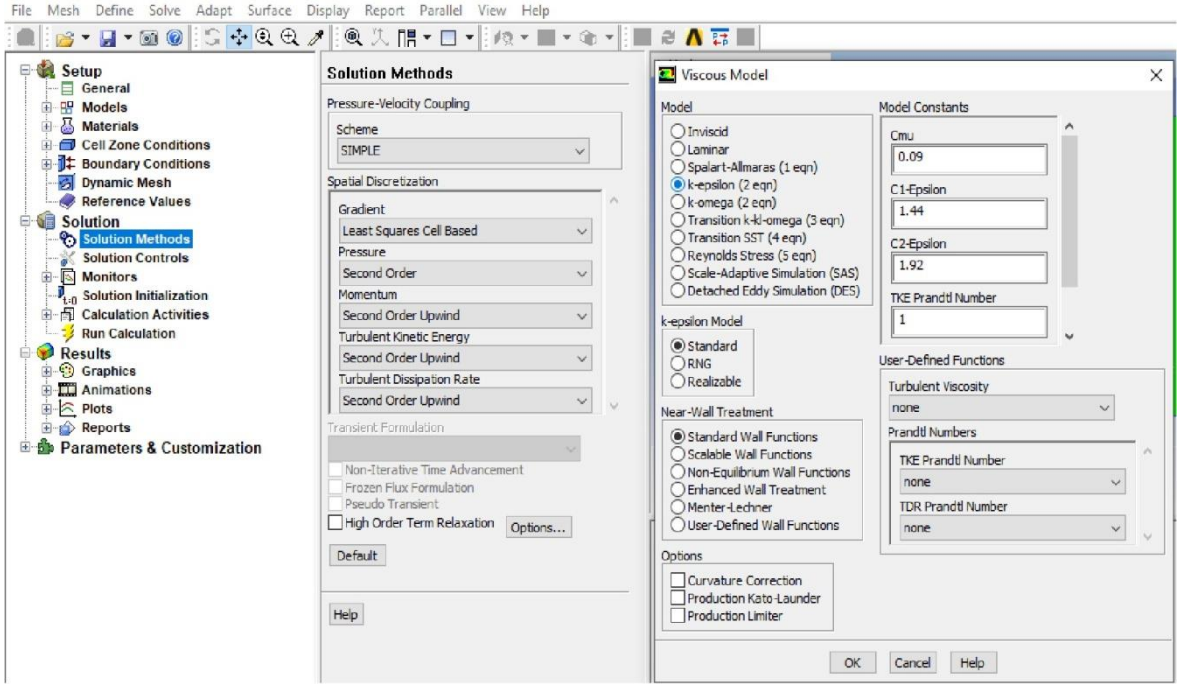 File Mesh Define Solve Adapt Surface Display Report Parallel View Help
Setup
General
Models
Materials
Cell Zone Conditions
Boundary Conditions
Dynamic Mesh
Reference Values
Solution
Solution Methods
Solution Controls
Monitors
Solution Initialization
Calculation Activities
Run Calculation
Results
Graphics
Animations
Plots
Reports
Parameters & Customization
Solution Methods
Pressure-Velocity Coupling
Scheme
SIMPLE
Spatial Discretization
Gradient
Least Squares Cell Based
Pressure
Second Order
Momentum
Second Order Upwind
Turbulent Kinetic Energy
Second Order Upwind
Turbulent Dissipation Rate
Second Order Upwind
Transient Formulation
Non-Iterative Time Advancement
Frozen Flux Formulation
Pseudo Transient
High Order Term Relaxation Options...
Default
Help
Viscous Model
Model
Inviscid
Laminar
Spalart-Allmaras (1 eqn)
k-epsilon (2 eqn)
k-omega (2 eqn)
Transition k-kl-omega (3 eqn)
Transition SST (4 eqn)
Reynolds Stress (5 eqn)
Scale-Adaptive Simulation (SAS)
Detached Eddy Simulation (DES)
k-epsilon Model
Standard
RNG
Realizable
Near-Wall Treatment
Standard Wall Functions
Scalable Wall Functions
Non-Equilibrium Wall Functions
Enhanced Wall Treatment
Menter-Lechner
User-Defined Wall Functions
Options
Curvature Correction
Production Kato-Launder
Production Limiter
Model Constants
Cmu
0.09
C1-Epsilon
1.44
C2-Epsilon
1.92
TKE Prandtl Number
1
User-Defined Functions
Turbulent Viscosity
none
Prandtl Numbers
TKE Prandtl Number
none
TDR Prandtl Number
none
OK Cancel Help